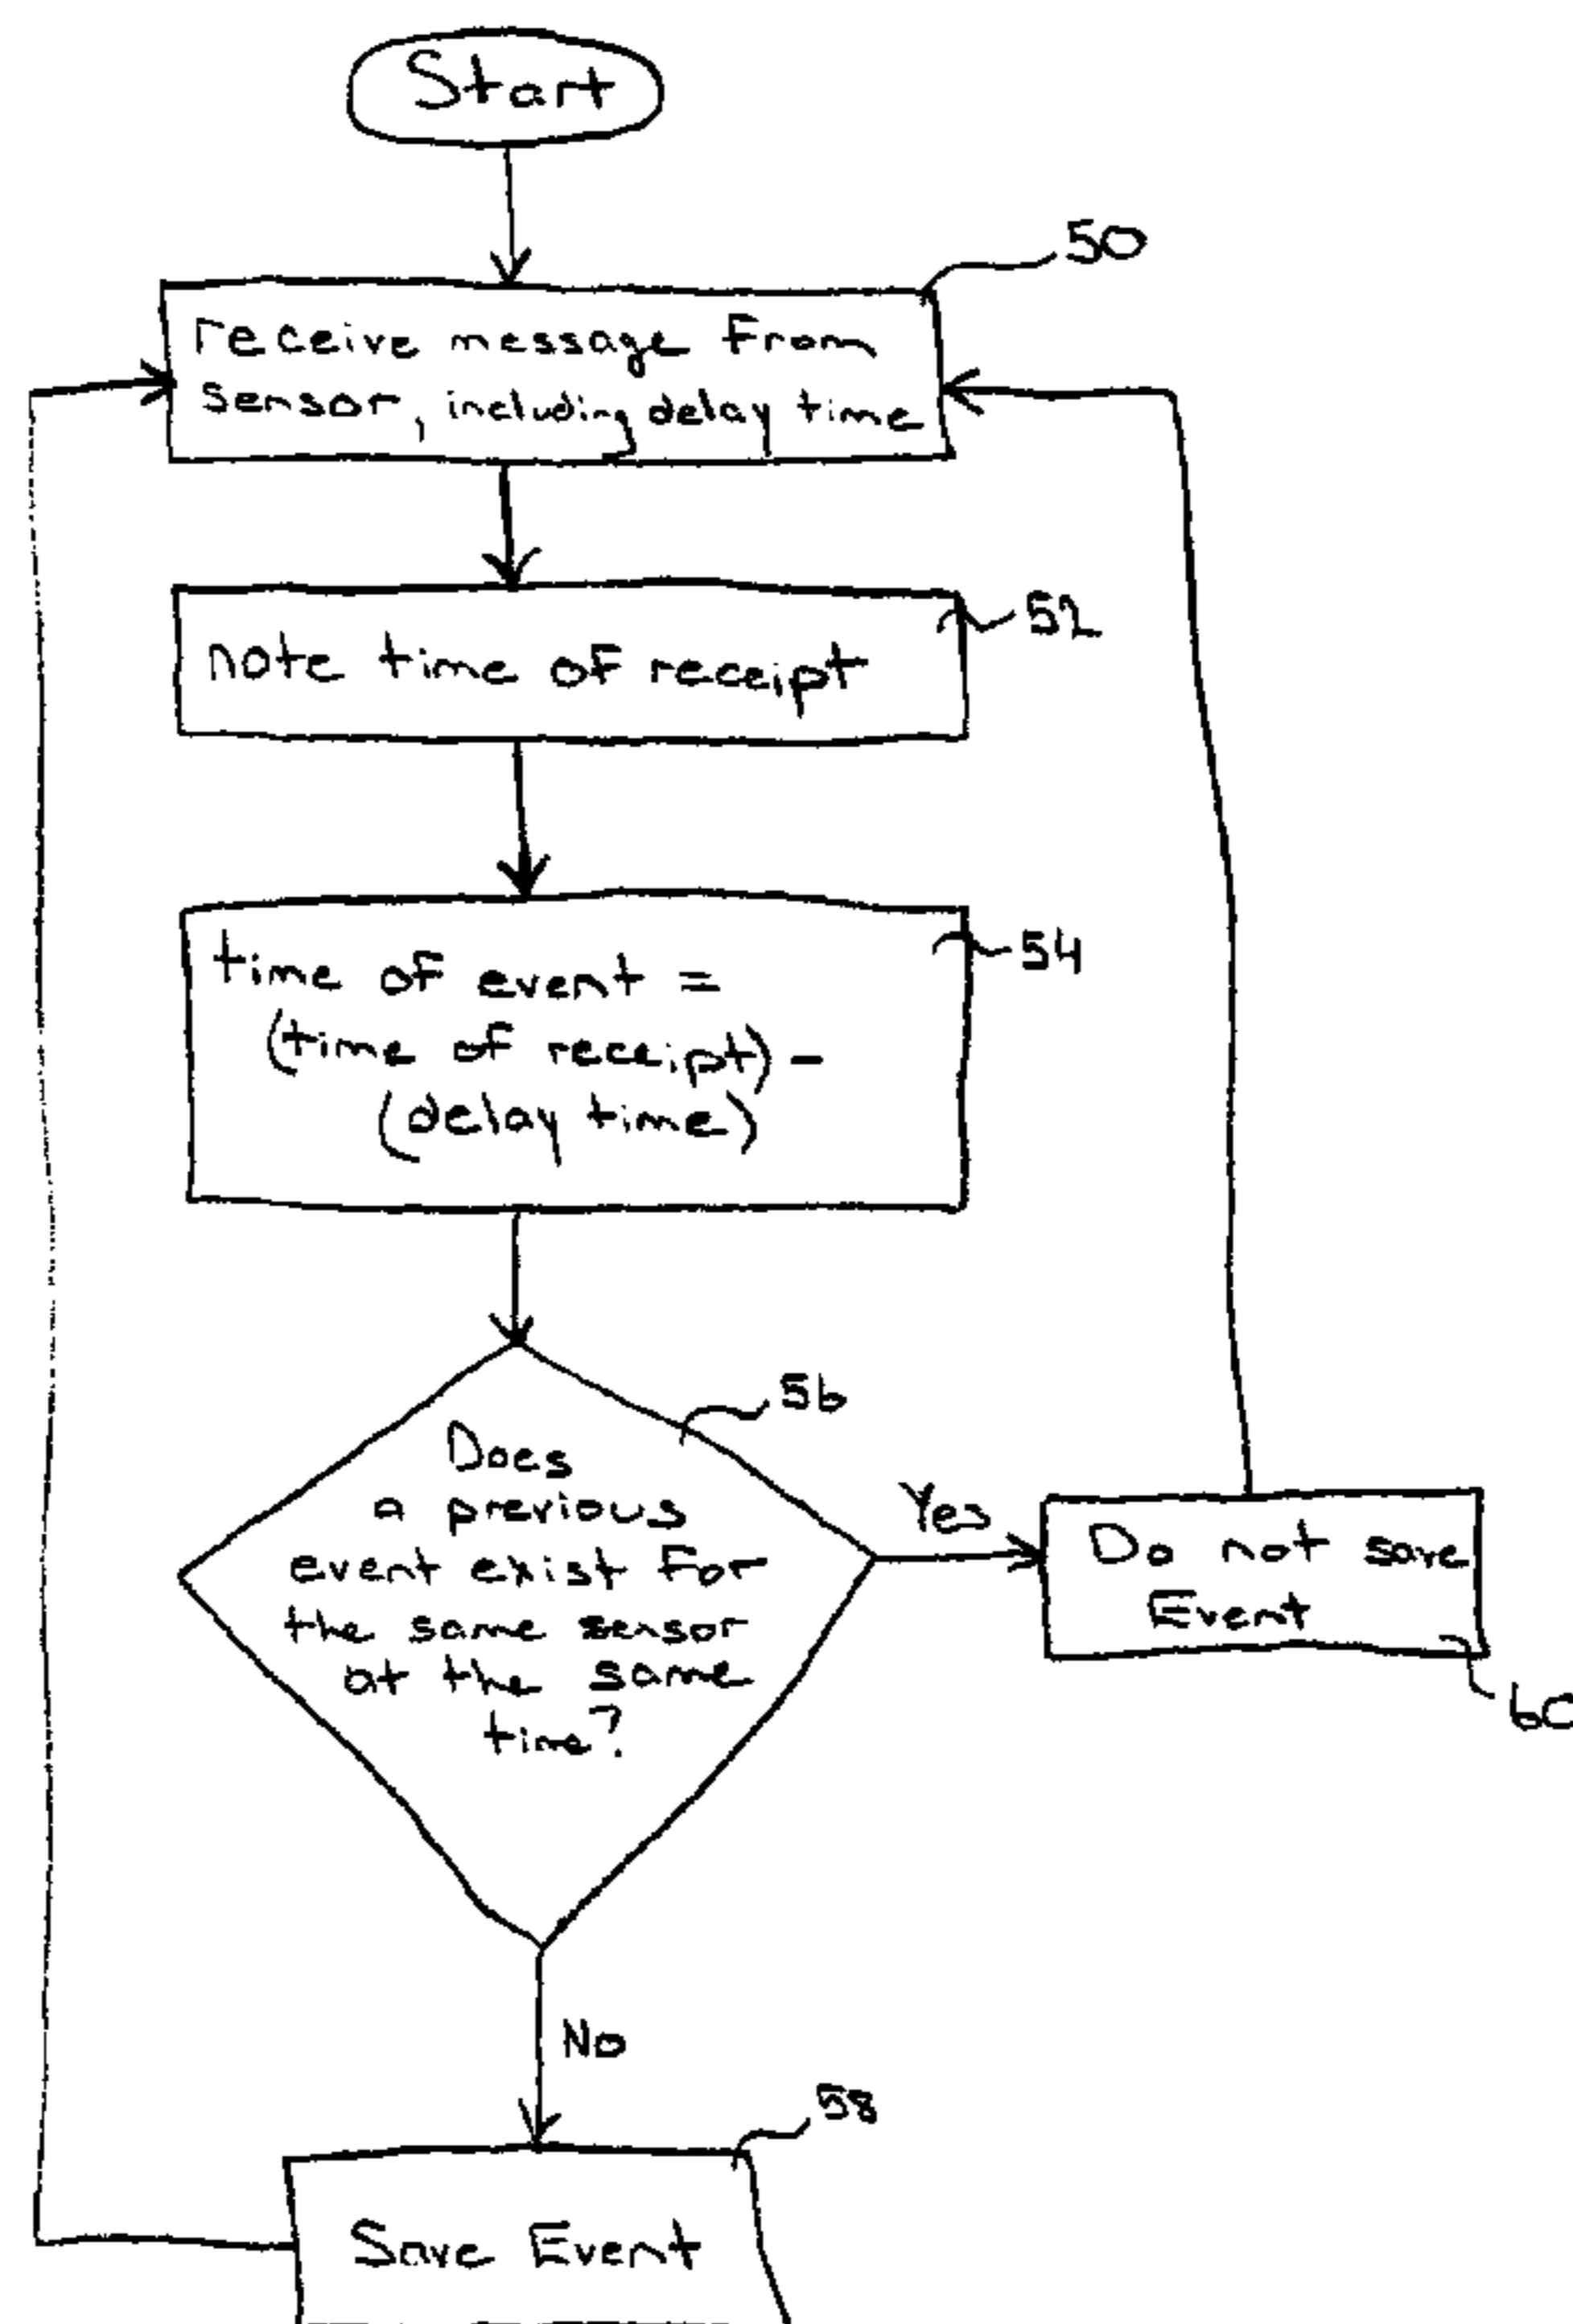 Start
50
receive message from
sensor, including delay time
52
note time of receipt
54
time of event =
(time of receipt) -
(delay time)
56
Does
a previous
event exist for
the same sensor
at the same
time?
Yes
Do not save
Event
60
No
58
Save Event